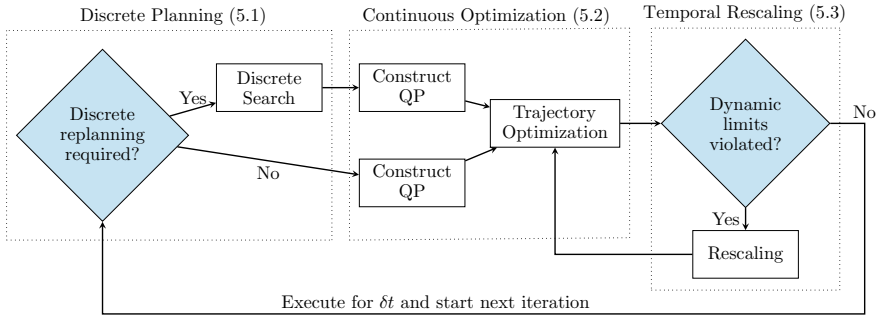 Discrete Planning (5.1)
Continuous Optimization (5.2)
Temporal Rescaling (5.3)
Discrete
replanning
required?
Yes
No
Discrete
Search
Construct
QP
Construct
QP
Trajectory
Optimization
Dynamic
limits
violated?
No
Yes
Rescaling
Execute for δt and start next iteration